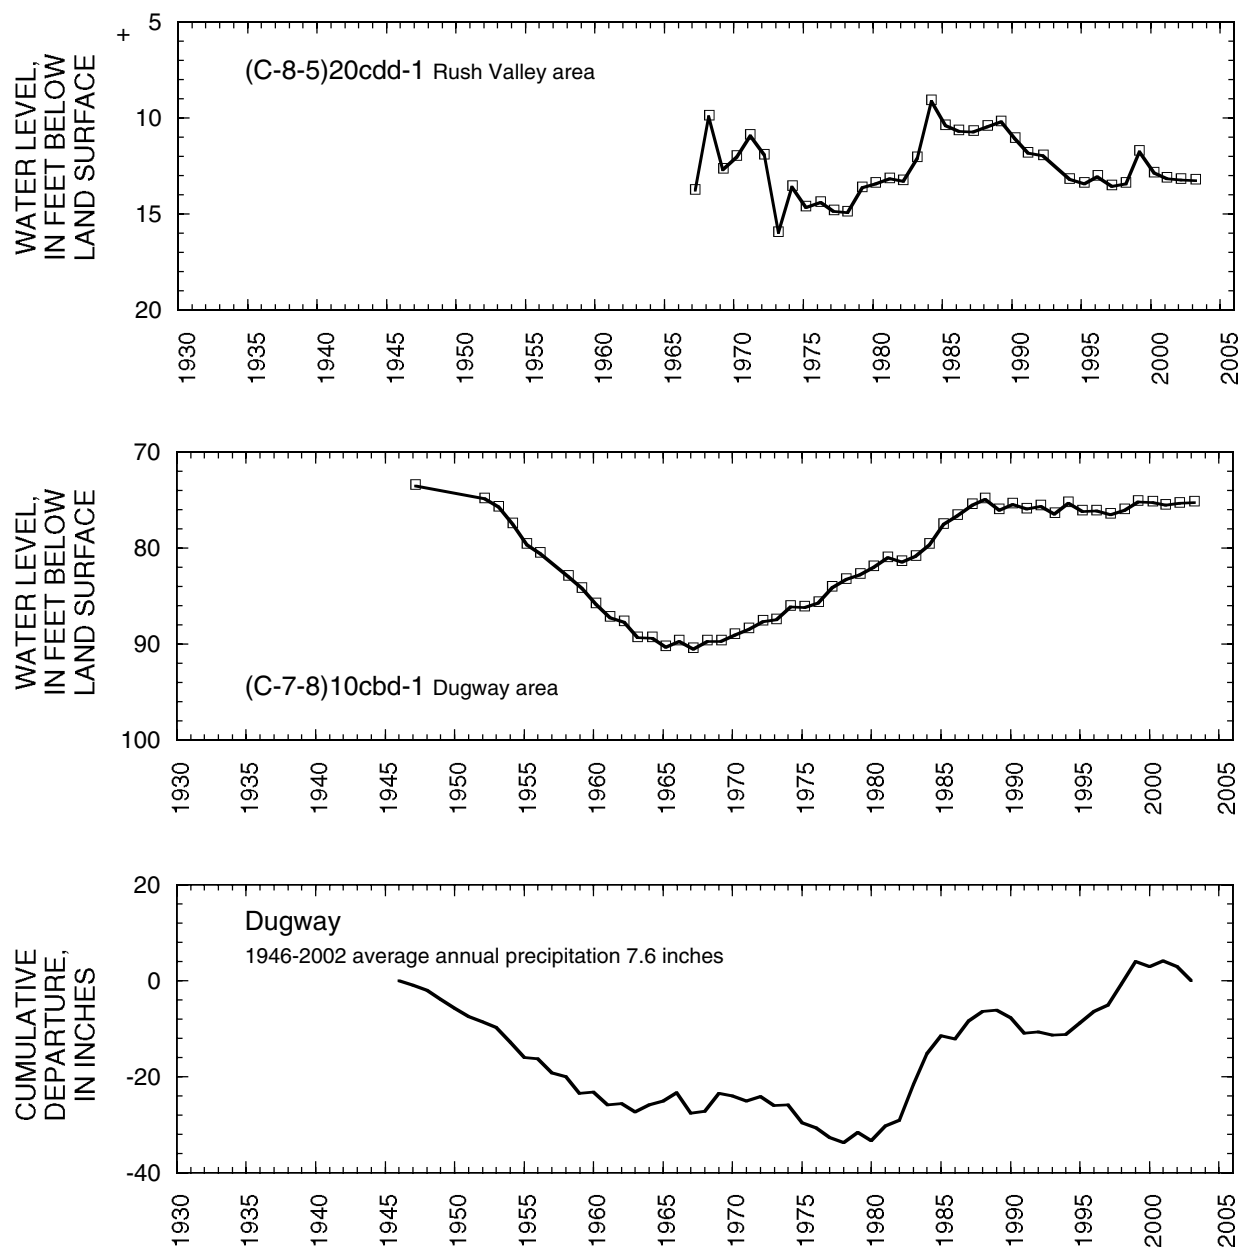 +
5
10
15
20
WATER LEVEL,
IN FEET BELOW
LAND SURFACE
(C-8-5)20cdd-1 Rush Valley area
1930 1935 1940 1945 1950 1955 1960 1965 1970 1975 1980 1985 1990 1995 2000 2005
70
80
90
100
WATER LEVEL,
IN FEET BELOW
LAND SURFACE
(C-7-8)10cbd-1 Dugway area
1930 1935 1940 1945 1950 1955 1960 1965 1970 1975 1980 1985 1990 1995 2000 2005
20
0
-20
-40
CUMULATIVE
DEPARTURE,
IN INCHES
Dugway
1946-2002 average annual precipitation 7.6 inches
1930 1935 1940 1945 1950 1955 1960 1965 1970 1975 1980 1985 1990 1995 2000 2005